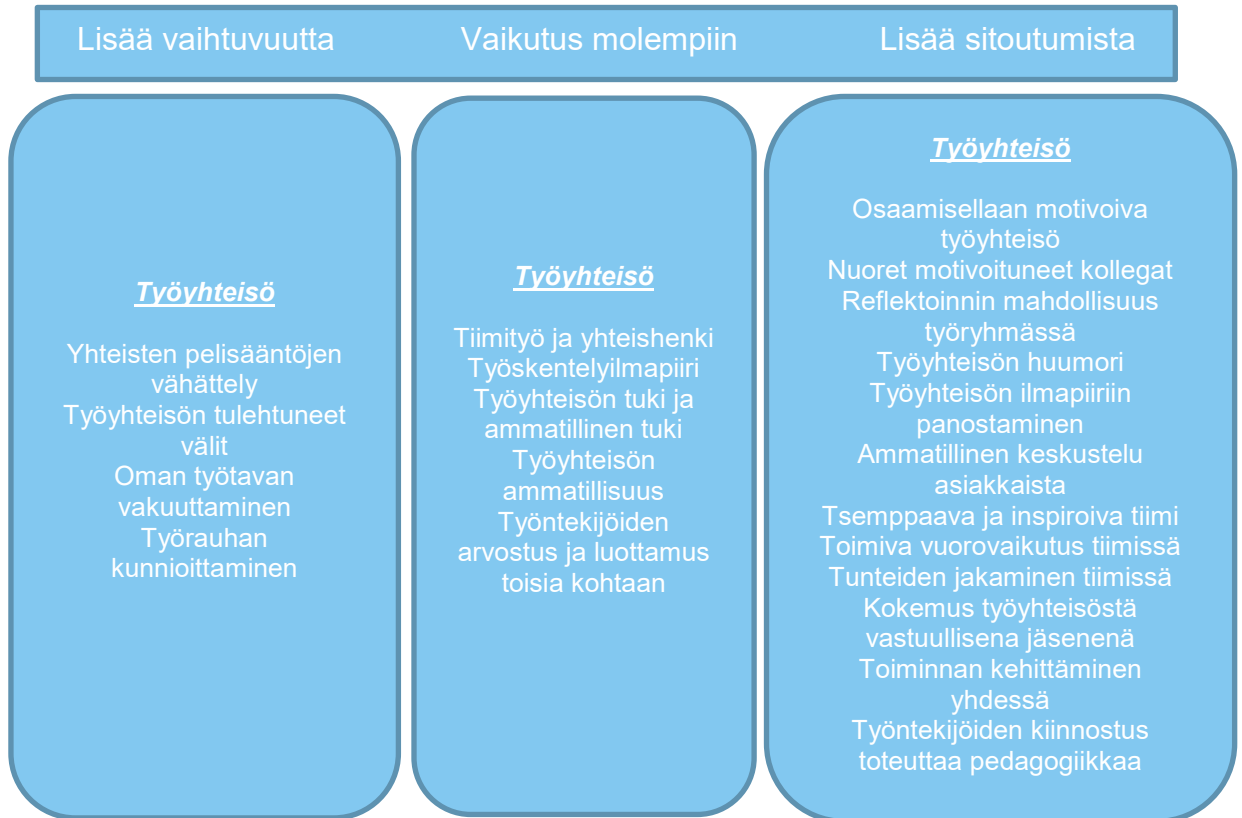 Lisää vaihtuvuutta Vaikutus molempiin Lisää sitoutumista
Työyhteisö
Yhteisten pelisääntöjen
vähättely
Työyhteisön tulehtuneet
välit
Oman työtavan
vakuuttaminen
Työrauhan
kunnioittaminen
Työyhteisö
Tiimityö ja yhteishenki
Työskentelyilmapiiri
Työyhteisön tuki ja
ammatillinen tuki
Työyhteisön
ammatillisuus
Työntekijöiden
arvostus ja luottamus
toisia kohtaan
Työyhteisö
Osaamisellaan motivoiva
työyhteisö
Nuoret motivoituneet kollegat
Reflektoinnin mahdollisuus
työryhmässä
Työyhteisön huumori
Työyhteisön ilmapiiriin
panostaminen
Ammatillinen keskustelu
asiakkaista
Tsemppaava ja inspiroiva tiimi
Toimiva vuorovaikutus tiimissä
Tunteiden jakaminen tiimissä
Kokemus työyhteisöstä
vastuullisena jäsenenä
Toiminnan kehittäminen
yhdessä
Työntekijöiden kiinnostus
toteuttaa pedagogiikkaa